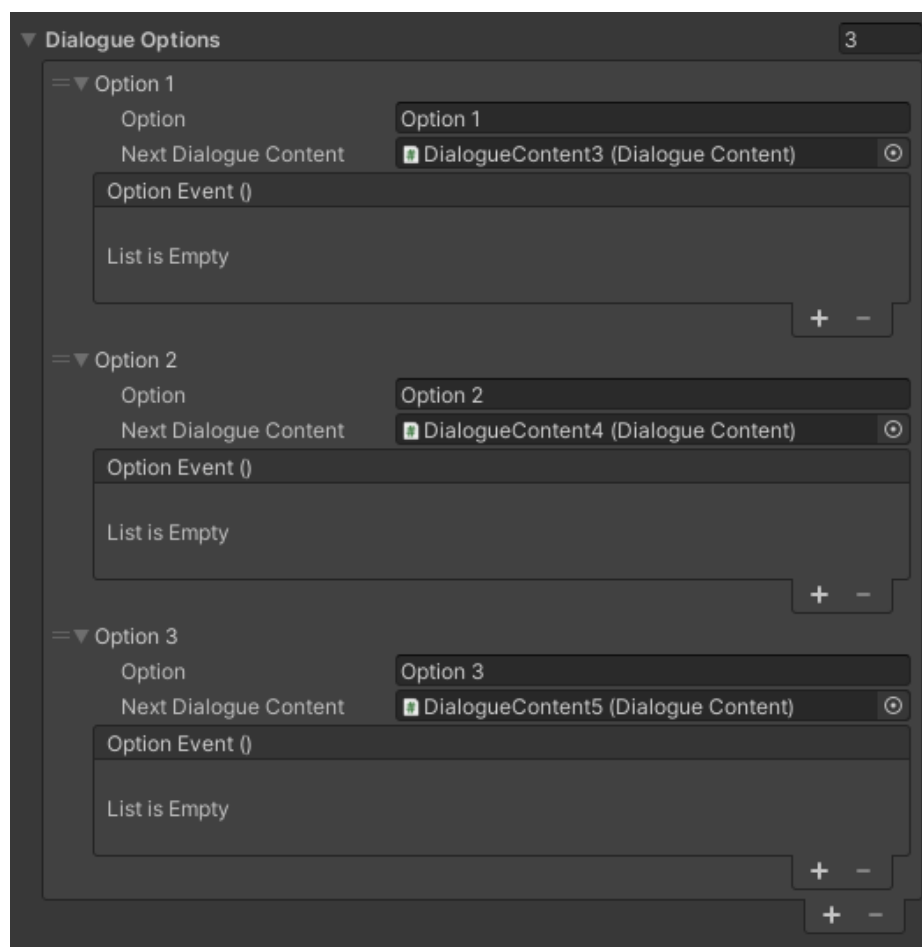 Dialogue Options 3
Option 1
Option Option 1
Next Dialogue Content DialogueContent3 (Dialogue Content)
Option Event ()
List is Empty
+ −
Option 2
Option Option 2
Next Dialogue Content DialogueContent4 (Dialogue Content)
Option Event ()
List is Empty
+ −
Option 3
Option Option 3
Next Dialogue Content DialogueContent5 (Dialogue Content)
Option Event ()
List is Empty
+ −
+ −